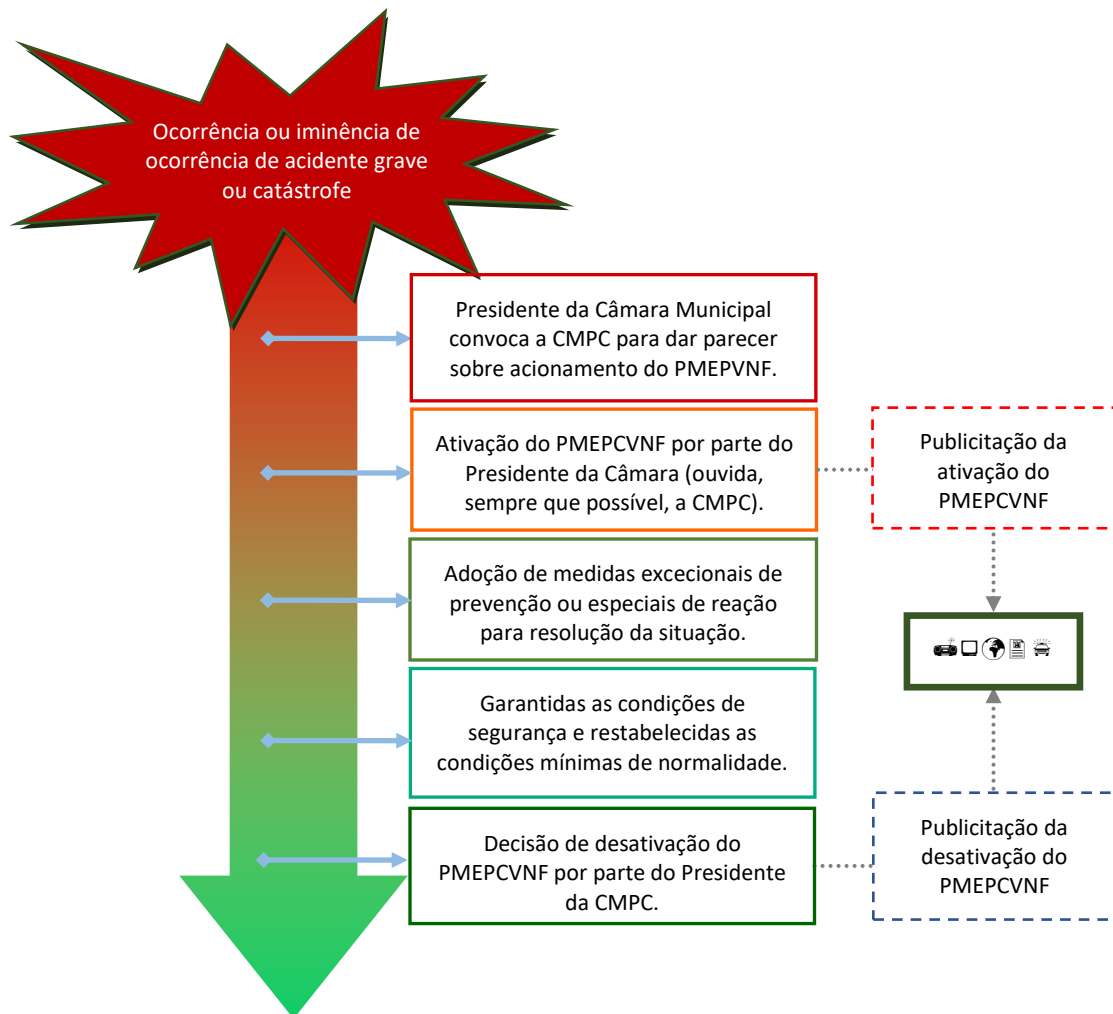 Ocorrência ou iminência de
ocorrência de acidente grave
ou catástrofe
Presidente da Câmara Municipal
convoca a CMPC para dar parecer
sobre acionamento do PMEPVNF.
Ativação do PMEPCVNF por parte do
Presidente da Câmara (ouvida,
sempre que possível, a CMPC).
Publicitação da
ativação do
PMEPCVNF
Adoção de medidas excecionais de
prevenção ou especiais de reação
para resolução da situação.
Garantidas as condições de
segurança e restabelecidas as
condições mínimas de normalidade.
Decisão de desativação do
PMEPCVNF por parte do Presidente
da CMPC.
Publicitação da
desativação do
PMEPCVNF